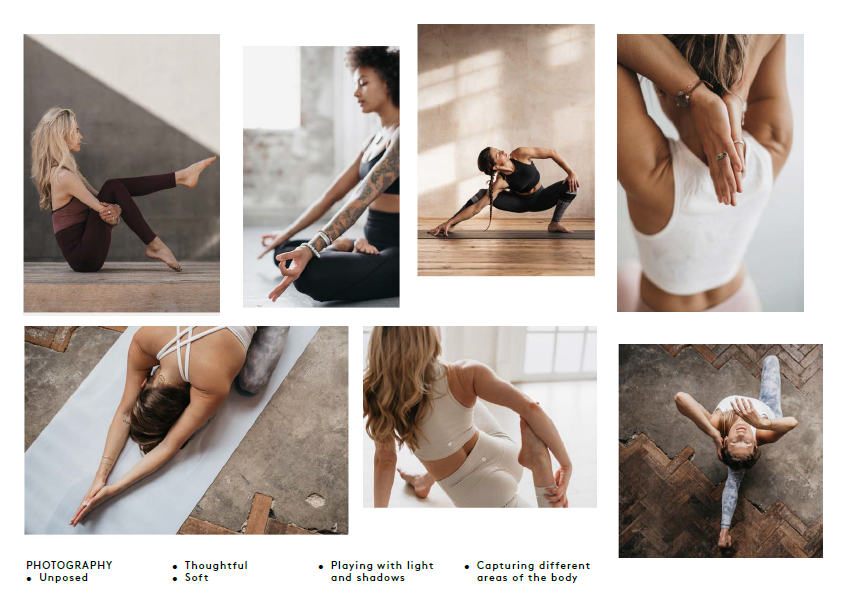 PHOTOGRAPHY
• Unposed
• Thoughtful
• Soft
• Playing with light
and shadows
• Capturing different
areas of the body